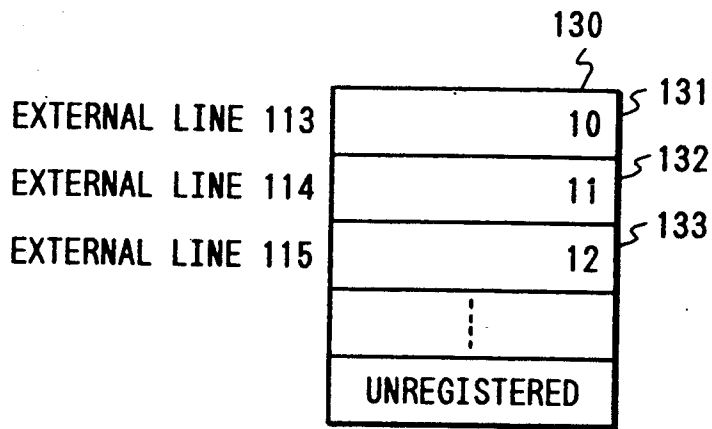 130
EXTERNAL LINE 113 10 131
EXTERNAL LINE 114 11 132
EXTERNAL LINE 115 12 133
UNREGISTERED